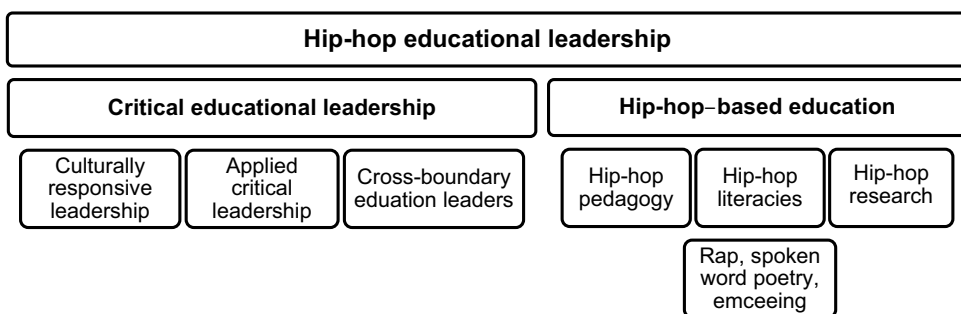 Hip-hop educational leadership
Critical educational leadership
Hip-hop–based education
Culturally
responsive
leadership
Applied
critical
leadership
Cross-boundary
eduation leaders
Hip-hop
pedagogy
Hip-hop
literacies
Hip-hop
research
Rap, spoken
word poetry,
emceeing